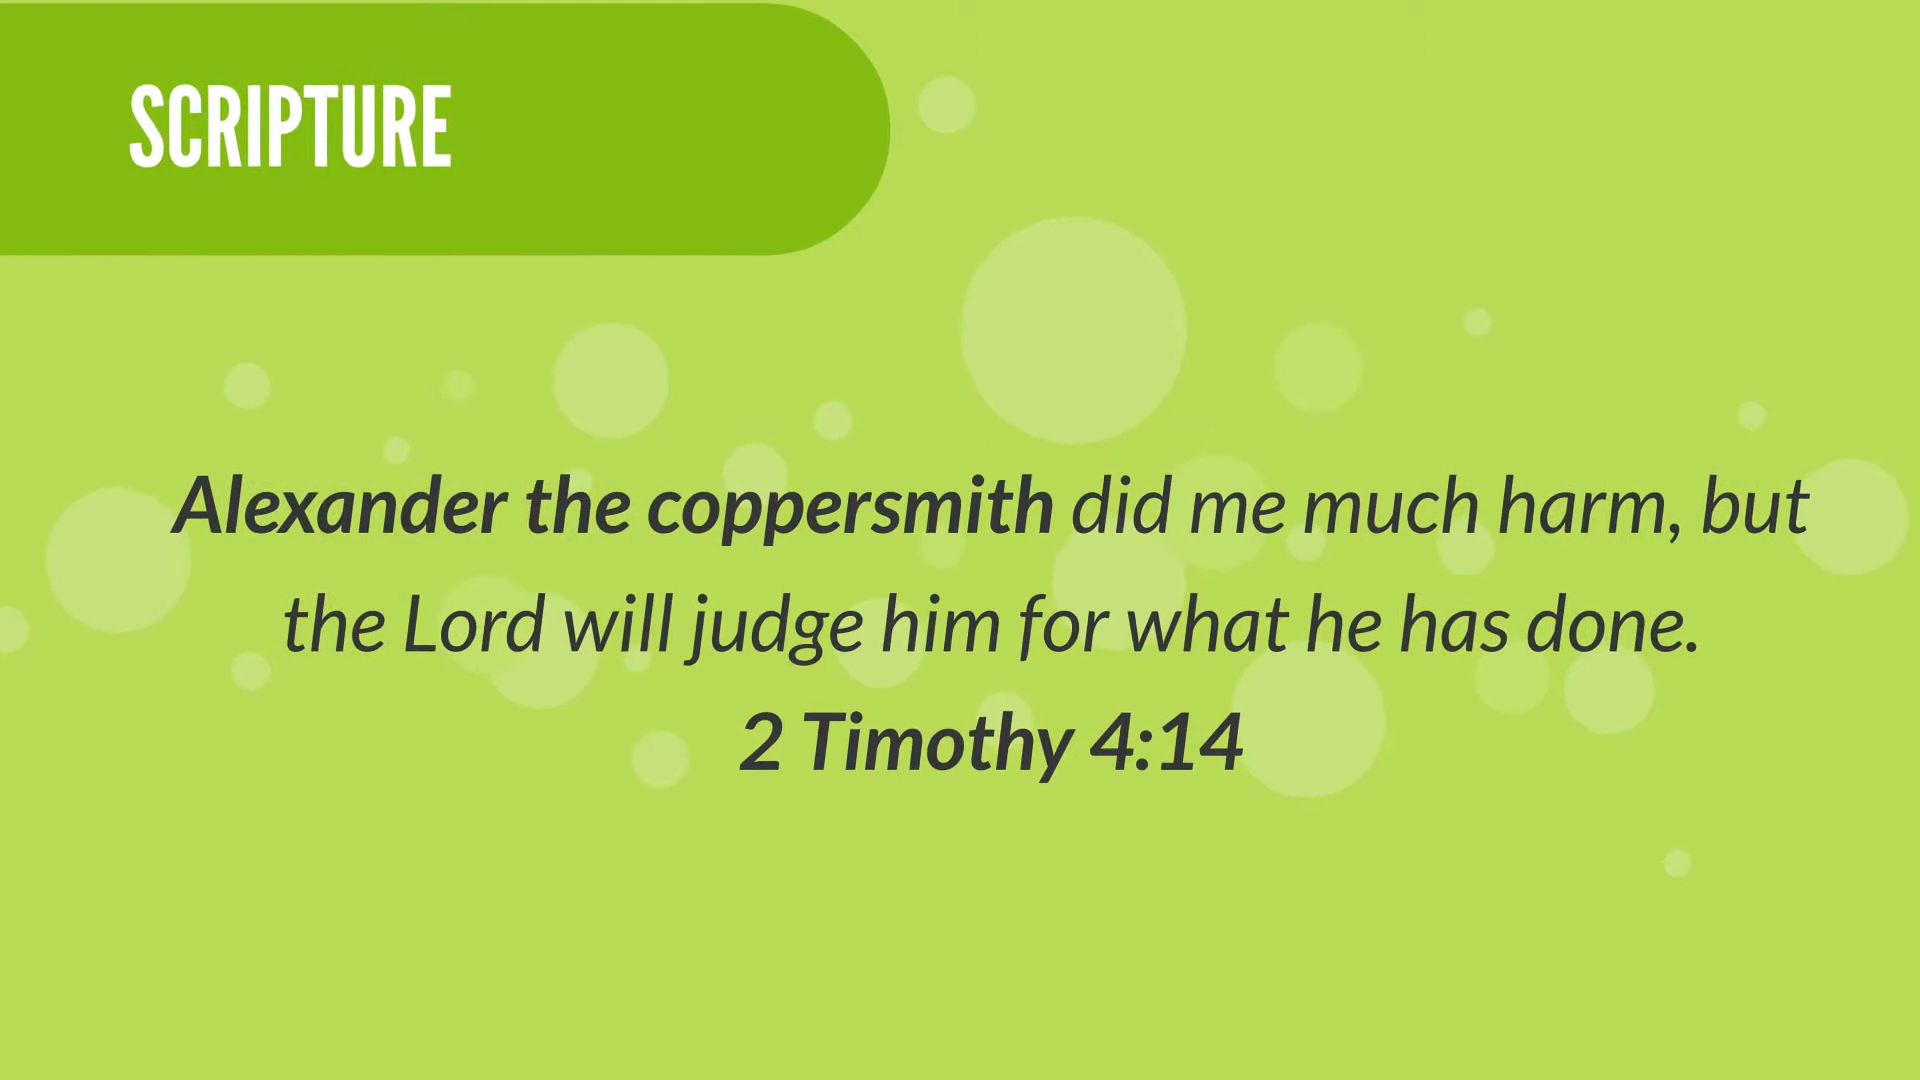 SCRIPTURE
Alexander the coppersmith did me much harm, but
the Lord will judge him for what he has done.
2 Timothy 4:14